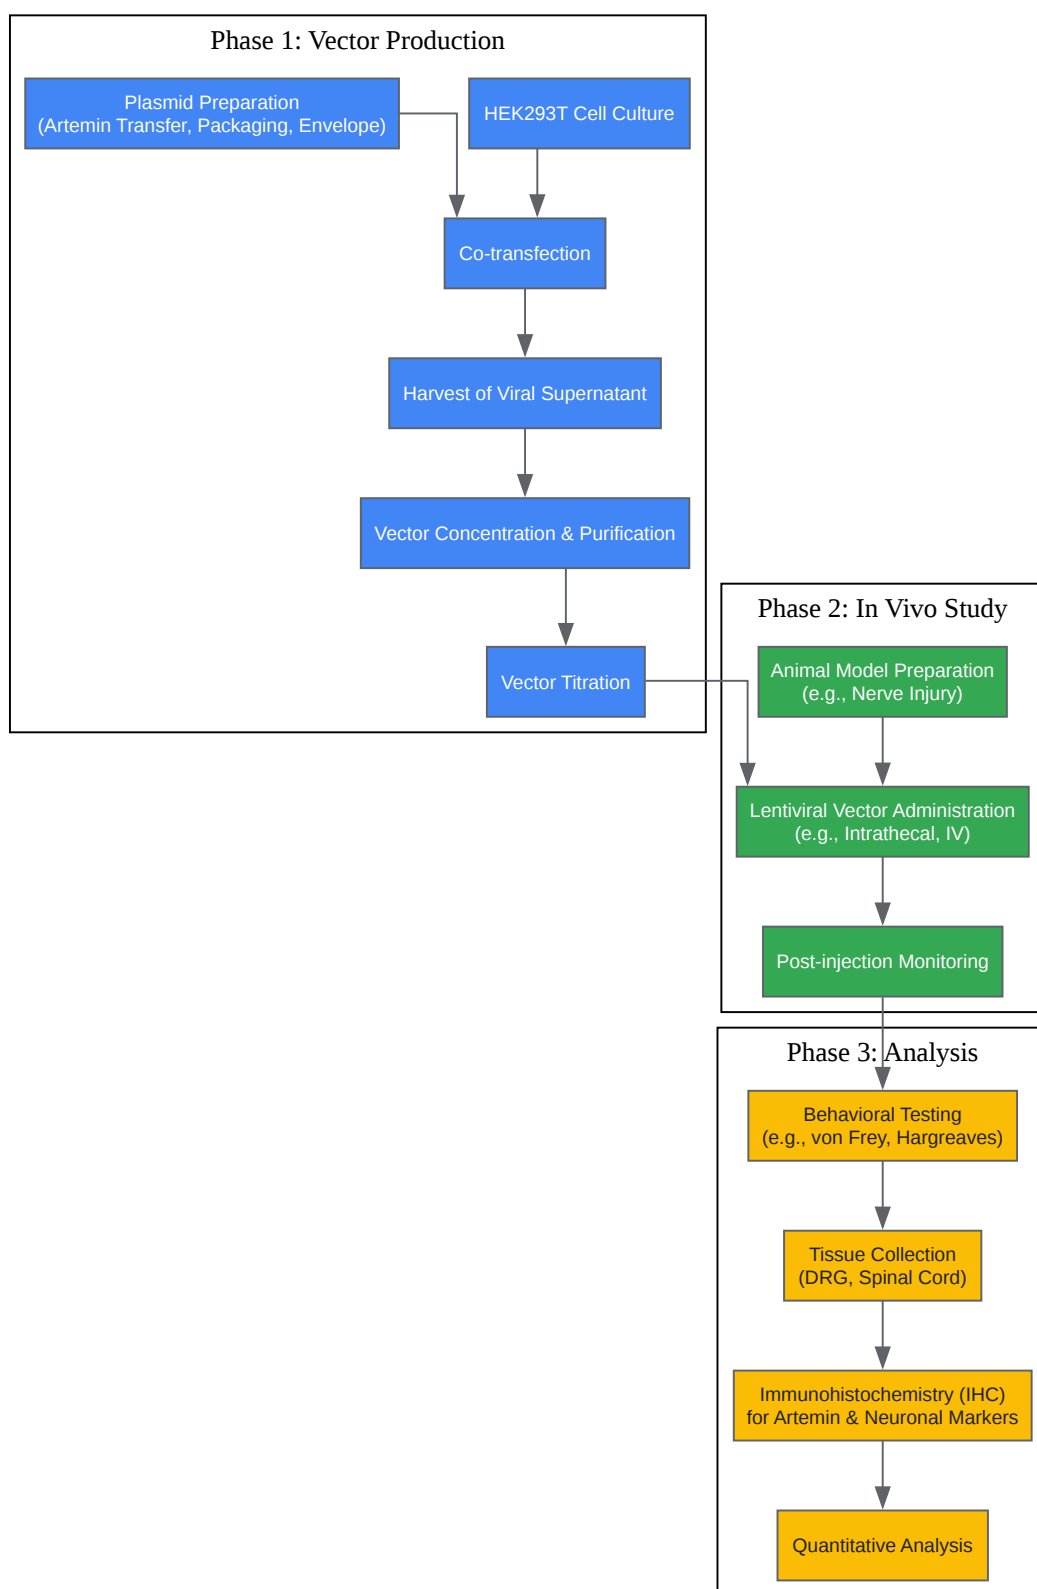 Phase 1: Vector Production
Plasmid Preparation
(Artemin Transfer, Packaging, Envelope)
HEK293T Cell Culture
Co-transfection
Harvest of Viral Supernatant
Vector Concentration & Purification
Vector Titration
Phase 2: In Vivo Study
Animal Model Preparation
(e.g., Nerve Injury)
Lentiviral Vector Administration
(e.g., Intrathecal, IV)
Post-injection Monitoring
Phase 3: Analysis
Behavioral Testing
(e.g., von Frey, Hargreaves)
Tissue Collection
(DRG, Spinal Cord)
Immunohistochemistry (IHC)
for Artemin & Neuronal Markers
Quantitative Analysis